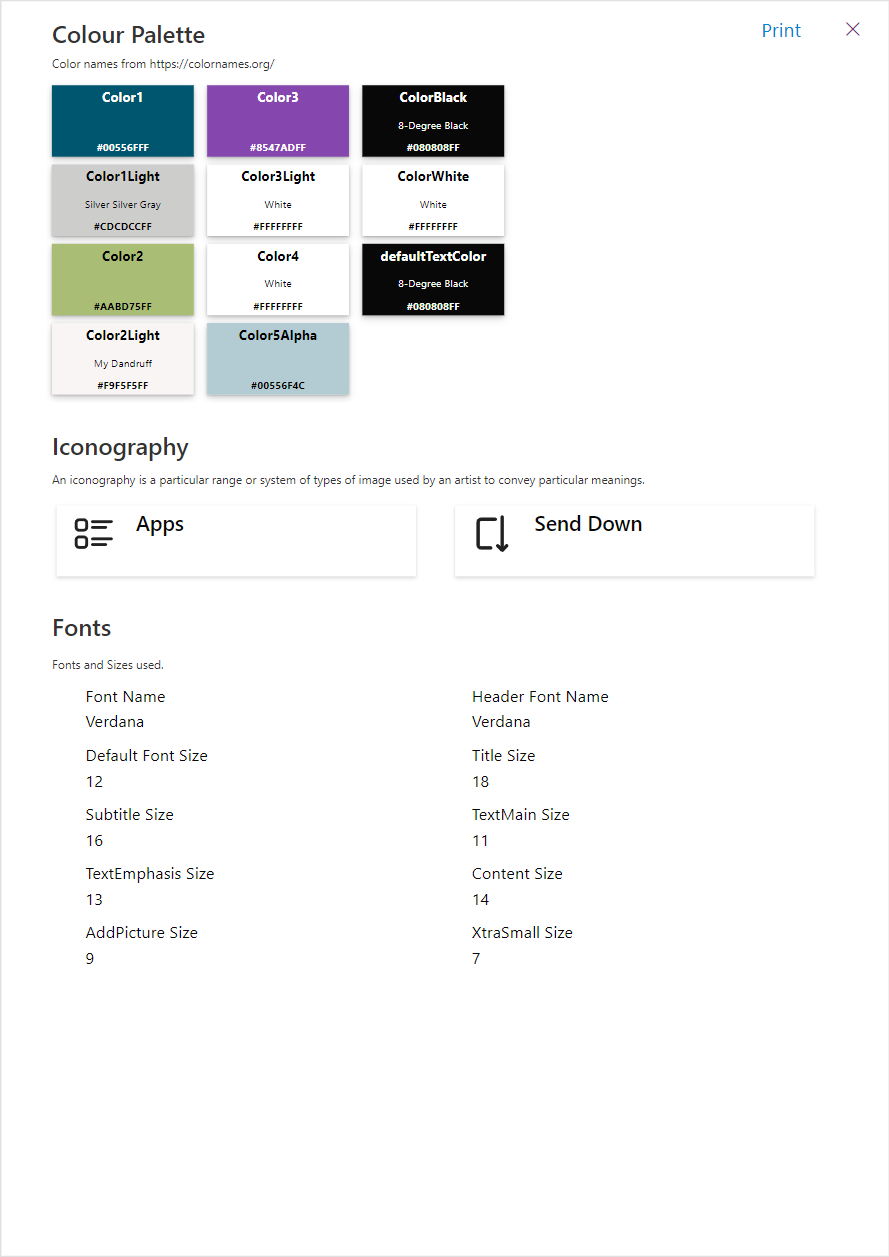 Colour Palette
Print
Color names from https://colornames.org/
Color1
#00556FFF
Color3
#8547ADFF
ColorBlack
8-Degree Black
#080808FF
Color1Light
Silver Silver Gray
#CDCDCCFF
Color3Light
White
#FFFFFFFF
ColorWhite
White
#FFFFFFFF
Color2
#AABD75FF
Color4
White
#FFFFFFFF
defaultTextColor
8-Degree Black
#080808FF
Color2Light
My Dandruff
#F9F5F5FF
Color5Alpha
#00556F4C
Iconography
An iconography is a particular range or system of types of image used by an artist to convey particular meanings.
Apps
Send Down
Fonts
Fonts and Sizes used.
Font Name
Verdana
Header Font Name
Verdana
Default Font Size
12
Title Size
18
Subtitle Size
16
TextMain Size
11
TextEmphasis Size
13
Content Size
14
AddPicture Size
9
XtraSmall Size
7